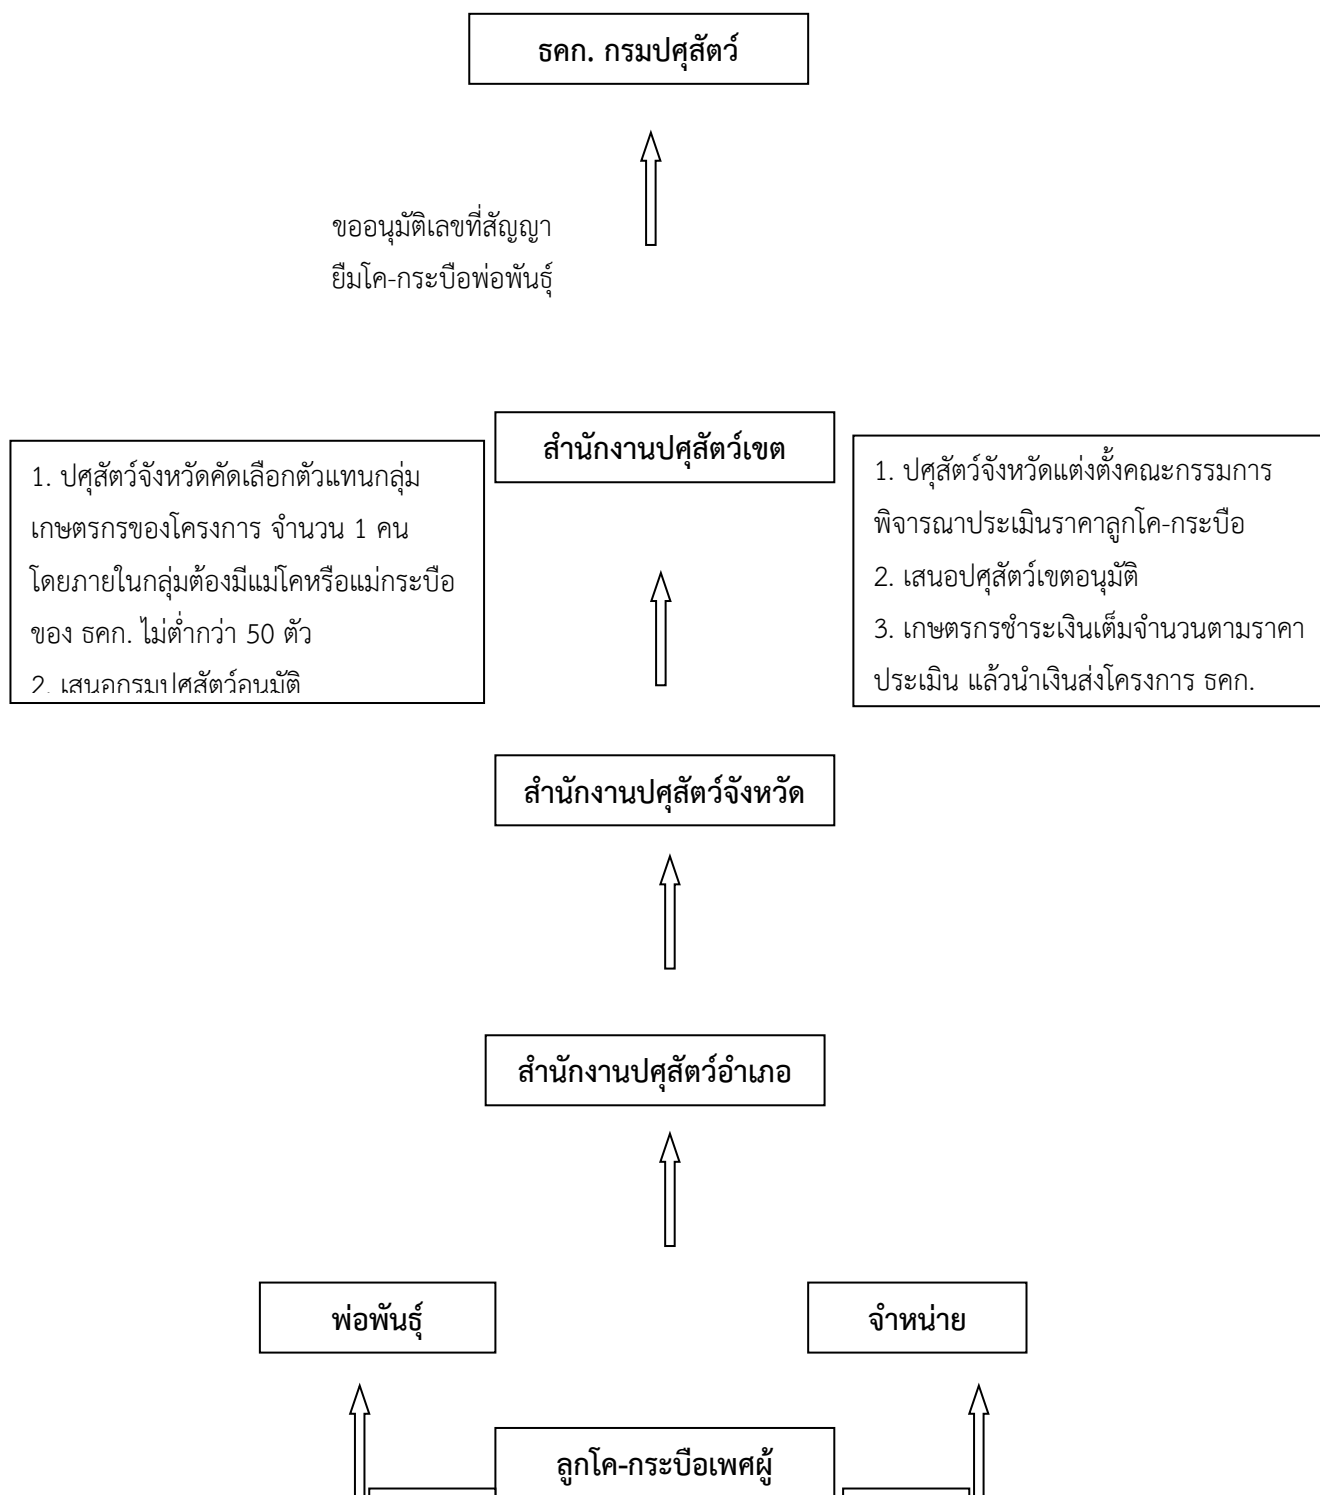 ธคก. กรมปศุสัตว์
ขออนุมัติเลขที่สัญญา
ยืมโค-กระบือพ่อพันธุ์
สำนักงานปศุสัตว์เขต
1. ปศุสัตว์จังหวัดคัดเลือกตัวแทนกลุ่ม
เกษตรกรของโครงการ จำนวน 1 คน
โดยภายในกลุ่มต้องมีแม่โคหรือแม่กระบือ
ของ ธคก. ไม่ต่ำกว่า 50 ตัว
2. เสนอกรมปศุสัตว์อนุมัติ
1. ปศุสัตว์จังหวัดแต่งตั้งคณะกรรมการ
พิจารณาประเมินราคาลูกโค-กระบือ
2. เสนอปศุสัตว์เขตอนุมัติ
3. เกษตรกรชำระเงินเต็มจำนวนตามราคา
ประเมิน แล้วนำเงินส่งโครงการ ธคก.
สำนักงานปศุสัตว์จังหวัด
สำนักงานปศุสัตว์อำเภอ
พ่อพันธุ์
จำหน่าย
ลูกโค-กระบือเพศผู้